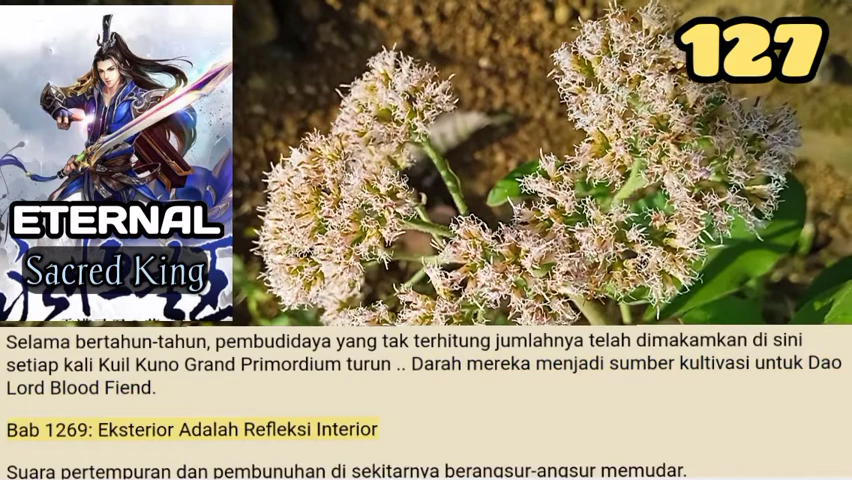 127
ETERNAL
Sacred King
Selama bertahun-tahun, pembudidaya yang tak terhitung jumlahnya telah dimakamkan di sini
setiap kali Kuil Kuno Grand Primordium turun .. Darah mereka menjadi sumber kultivasi untuk Dao
Lord Blood Fiend.
Bab 1269: Eksterior Adalah Refleksi Interior
Suara pertempuran dan pembunuhan di sekitarnya berangsur-angsur memudar.